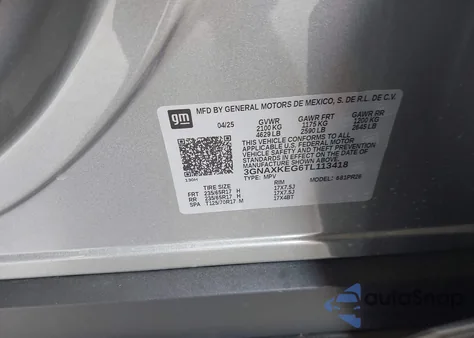 gm
MFD BY GENERAL MOTORS DE MEXICO, S. DE R.L. DE C.V.
04/25 GVWR GAWR FRT GAWR RR
2100 KG 1175 KG 1200 KG
4629 LB 2590 LB 2645 LB
THIS VEHICLE CONFORMS TO ALL
APPLICABLE U.S. FEDERAL MOTOR
VEHICLE SAFETY AND THEFT PREVENTION
STANDARDS IN EFFECT ON THE DATE OF
MANUFACTURE SHOWN ABOVE.
3GNAXKEG6TL113418
TYPE: MPV MODEL:
TIRE SIZE RIM
FRT 235/65R17 H 17X7.5J
RR 235/65R17 H 17X7.5J
SPA T125/70R17 M 17X4BT
AutoSnap